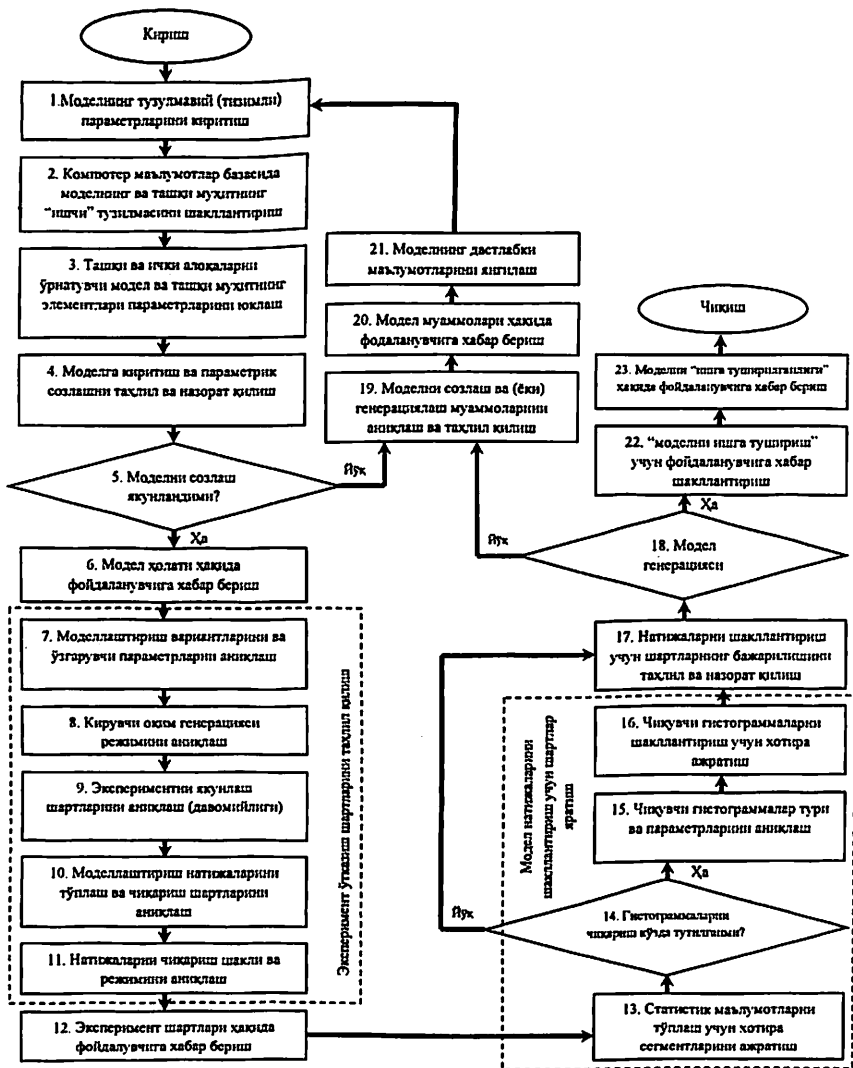 Кириш
1.Моделнинг тузулмавий (тизимли)
параметрларини киритиш
2. Компютер маълумотлар базасида
моделнинг ва ташқи муҳитнинг
“ишчи” тузилмасини шакллантириш
3. Ташқи ва ички алоқаларни
ўрнатувчи модел ва ташқи муҳитнинг
элементлари параметрларини юклаш
4. Моделга киритиш ва параметрик
созлашни таҳлил ва назорат қилиш
5. Моделни созлаш
якунландими?
Йўқ
Ҳа
6. Модел ҳолати ҳақида
фойдаланувчига хабар бериш
7. Моделлаштириш вариантларини ва
ўзгарувчи параметрларни аниқлаш
8. Кирувчи оқим генерацияси
режимини аниқлаш
9. Экспериментни якунлаш
шартларини аниқлаш (давомийлиги)
10. Моделлаштириш натижаларини
тўплаш ва чиқариш шартларини
аниқлаш
11. Натижаларни чиқариш шакли ва
режимини аниқлаш
Эксперимент ўтказиш шартларини таҳлил қилиш
12. Эксперимент шартлари ҳақида
фойдалувчига хабар бериш
21. Моделнинг дастлабки
маълумотларини янгилаш
20. Модел муаммолари ҳақида
фодаланувчига хабар бериш
19. Моделни созлаш ва (ёки)
генерациялаш муаммоларини
аниқлаш ва таҳлил қилиш
Чиқиш
23. Моделни “ишга туширилганлиги”
ҳақида фойдаланувчига хабар бериш
22. “моделни ишга тушириш”
учун фойдаланувчига хабар
шакллантириш
Ҳа
Йўқ
18. Модел
генерацияси
17. Натижаларни шакллантириш
учун шартларнинг бажарилишини
таҳлил ва назорат қилиш
16. Чиқувчи гистограммаларни
шакллантириш учун хотира
ажратиш
15. Чиқувчи гистограммалар тури
ва параметрларини аниқлаш
Ҳа
Йўқ
14. Гистограммаларни
чиқариш кўзда тутилганми?
13. Статистик маълумотларни
тўплаш учун хотира
сегментларини ажратиш
Модел натижаларини
шакллантириш учун шартлар
яратиш